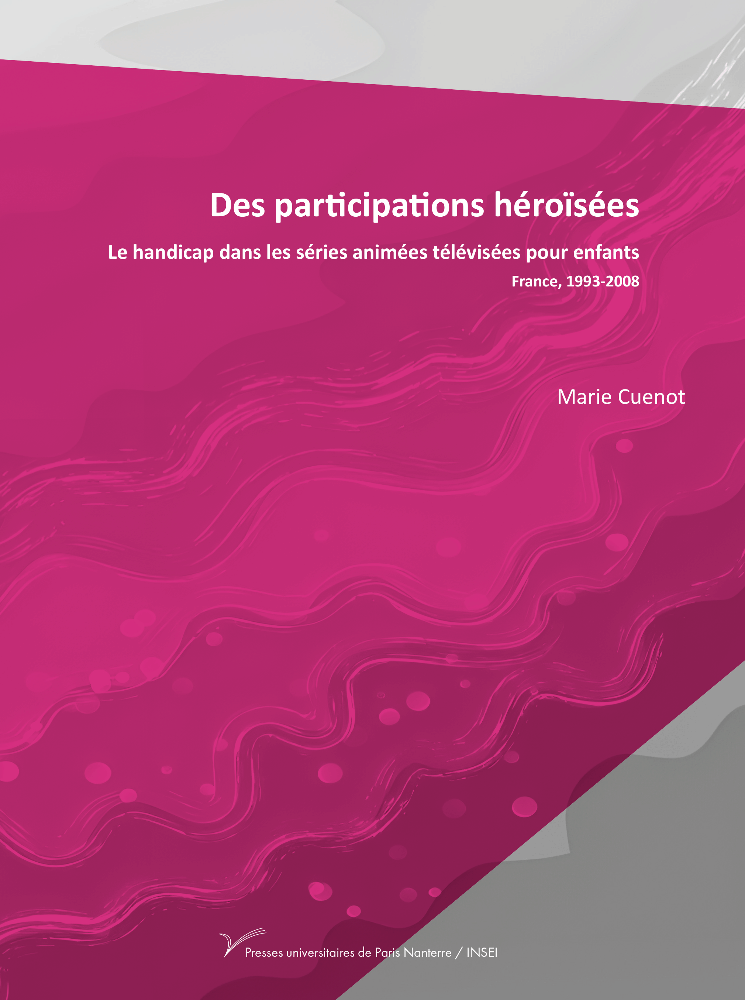 Des participations héroïsées
Le handicap dans les séries animées télévisées pour enfants
France, 1993-2008
Marie Cuenot
Presses universitaires de Paris Nanterre / INSEI